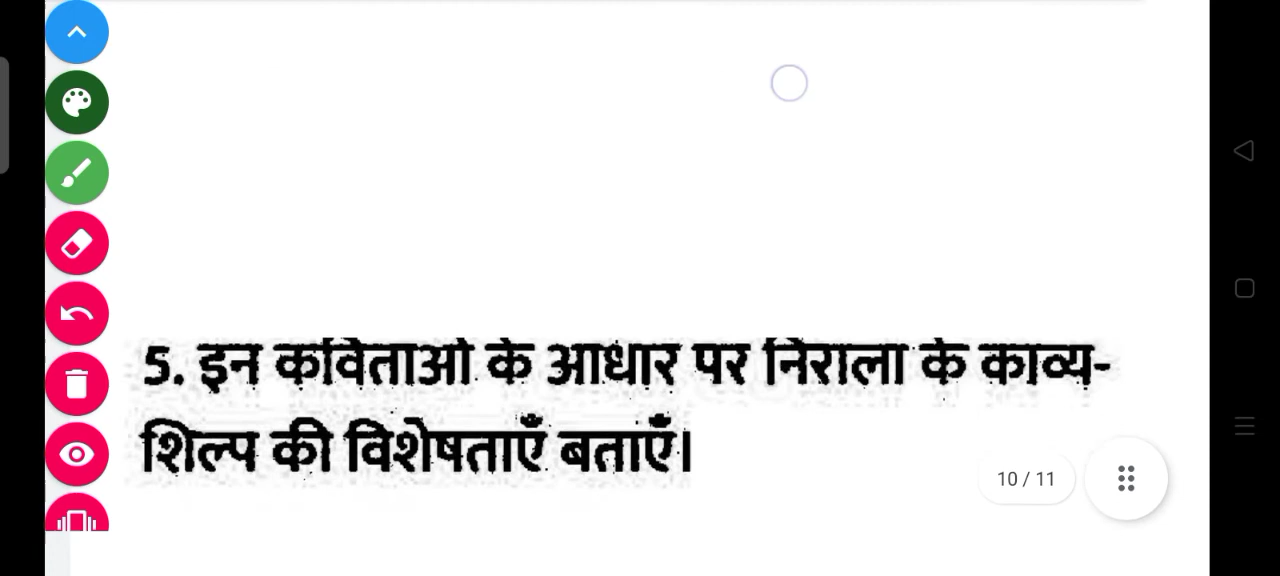 5. इन कविताओं के आधार पर निराला के काव्य-
शिल्प की विशेषताएँ बताएँ।
10 / 11